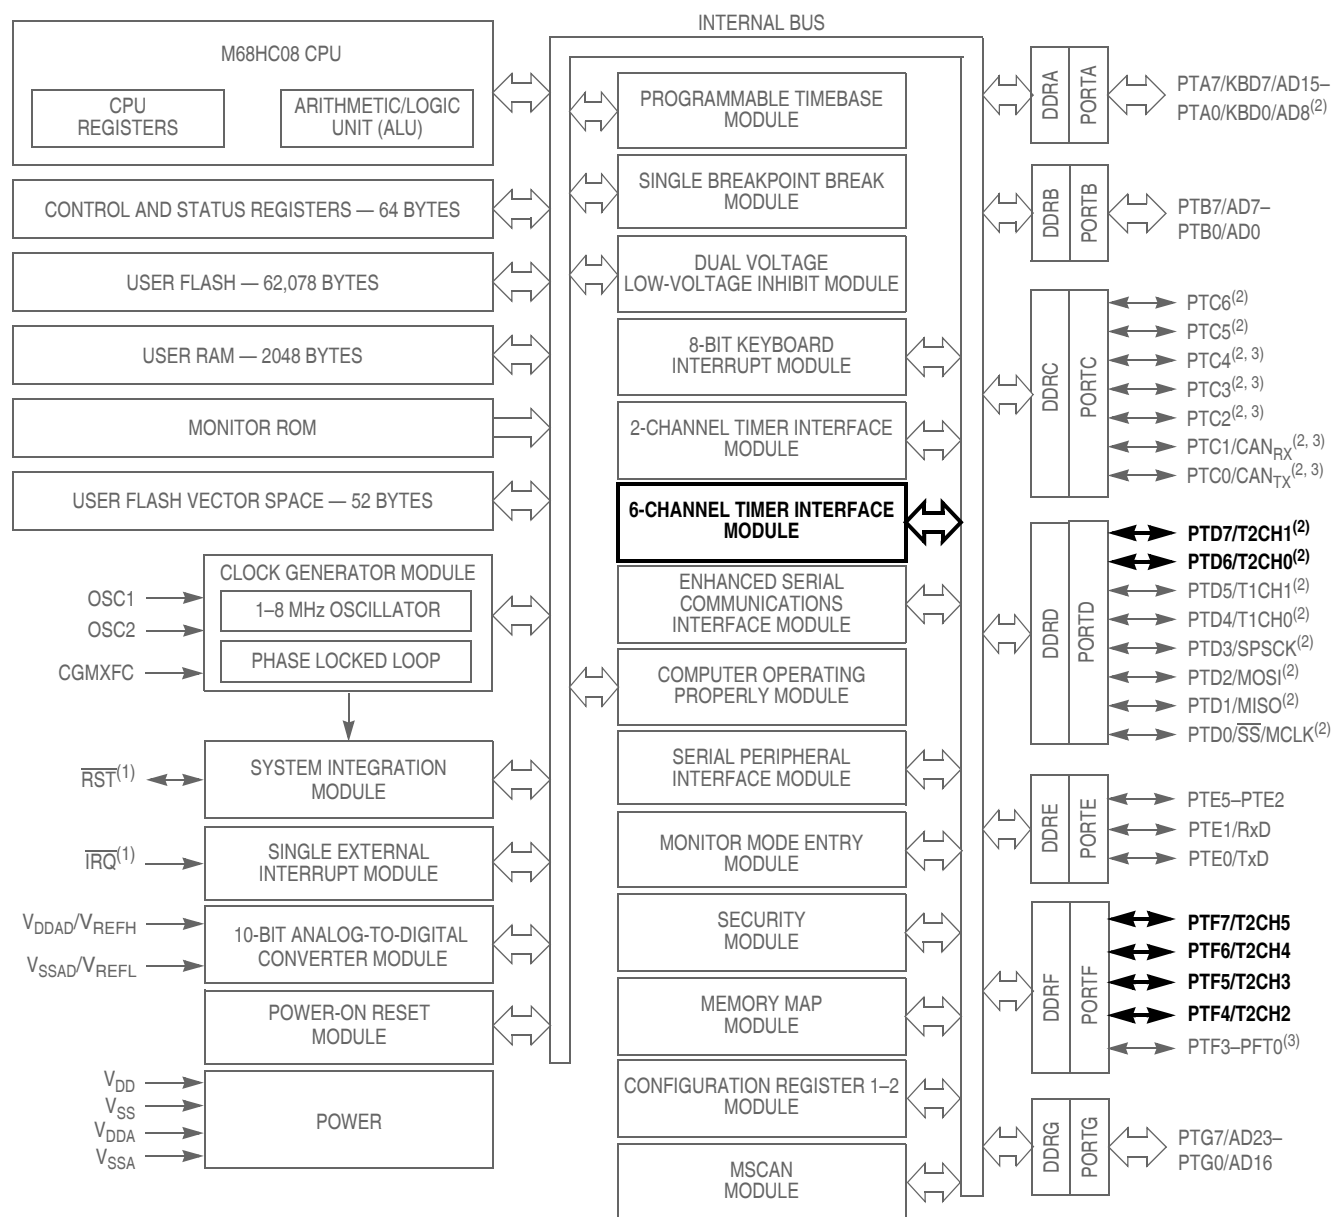 INTERNAL BUS
M68HC08 CPU
CPU
REGISTERS
ARITHMETIC/LOGIC
UNIT (ALU)
CONTROL AND STATUS REGISTERS — 64 BYTES
USER FLASH — 62,078 BYTES
USER RAM — 2048 BYTES
MONITOR ROM
USER FLASH VECTOR SPACE — 52 BYTES
OSC1
OSC2
CGMXFC
CLOCK GENERATOR MODULE
1–8 MHz OSCILLATOR
PHASE LOCKED LOOP
RST(1)
SYSTEM INTEGRATION
MODULE
IRQ(1)
SINGLE EXTERNAL
INTERRUPT MODULE
VDDAD/VREFH
VSSAD/VREFL
10-BIT ANALOG-TO-DIGITAL
CONVERTER MODULE
POWER-ON RESET
MODULE
VDD
VSS
VDDA
VSSA
POWER
PROGRAMMABLE TIMEBASE
MODULE
SINGLE BREAKPOINT BREAK
MODULE
DUAL VOLTAGE
LOW-VOLTAGE INHIBIT MODULE
8-BIT KEYBOARD
INTERRUPT MODULE
2-CHANNEL TIMER INTERFACE
MODULE
6-CHANNEL TIMER INTERFACE
MODULE
ENHANCED SERIAL
COMMUNICATIONS
INTERFACE MODULE
COMPUTER OPERATING
PROPERLY MODULE
SERIAL PERIPHERAL
INTERFACE MODULE
MONITOR MODE ENTRY
MODULE
SECURITY
MODULE
MEMORY MAP
MODULE
CONFIGURATION REGISTER 1–2
MODULE
MSCAN
MODULE
DDRA
PORTA
PTA7/KBD7/AD15–
PTA0/KBD0/AD8(2)
DDRB
PORTB
PTB7/AD7–
PTB0/AD0
DDRC
PORTC
PTC6(2)
PTC5(2)
PTC4(2, 3)
PTC3(2, 3)
PTC2(2, 3)
PTC1/CANRX(2, 3)
PTC0/CANTX(2, 3)
DDRD
PORTD
PTD7/T2CH1(2)
PTD6/T2CH0(2)
PTD5/T1CH1(2)
PTD4/T1CH0(2)
PTD3/SPSCK(2)
PTD2/MOSI(2)
PTD1/MISO(2)
PTD0/SS/MCLK(2)
DDRE
PORTE
PTE5–PTE2
PTE1/RxD
PTE0/TxD
DDRF
PORTF
PTF7/T2CH5
PTF6/T2CH4
PTF5/T2CH3
PTF4/T2CH2
PTF3–PFT0(3)
DDRG
PORTG
PTG7/AD23–
PTG0/AD16